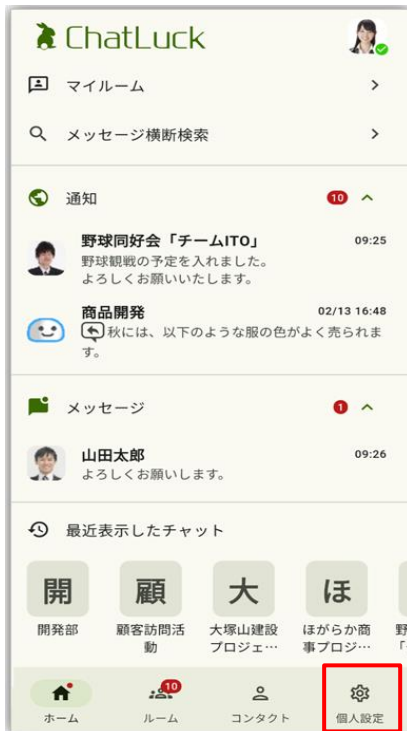 ChatLuck
マイルーム
メッセージ横断検索
通知
10
野球同好会「チームITO」
09:25
野球観戦の予定を入れました。
よろしくお願いいたします。
商品開発
02/13 16:48
秋には、以下のような服の色がよく売られま
す。
メッセージ
1
山田太郎
09:26
よろしくお願いします。
最近表示したチャット
開
顧
大
ほ
開発部
顧客訪問活
動
大塚山建設
プロジェ…
ほがらか商
事プロジ…
野
「
10
ホーム
ルーム
コンタクト
個人設定